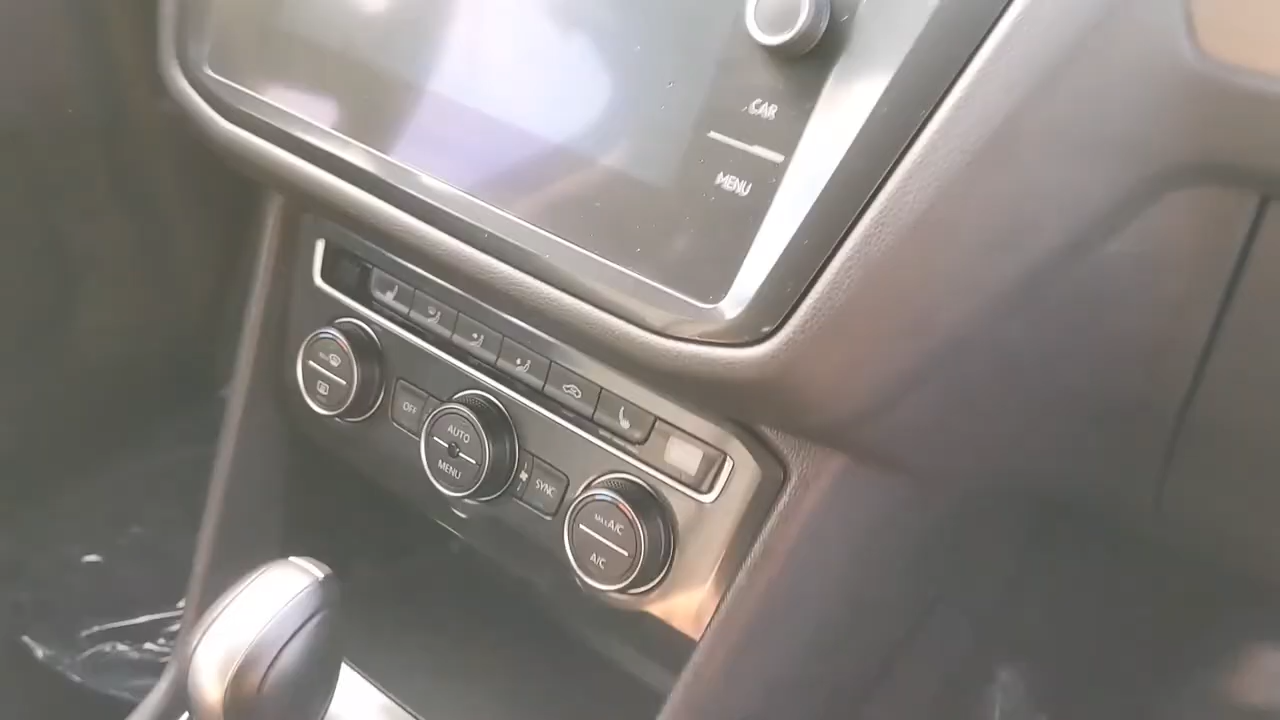 CAR
MENU
OFF
AUTO
MENU
SYNC
MAX A/C
A/C